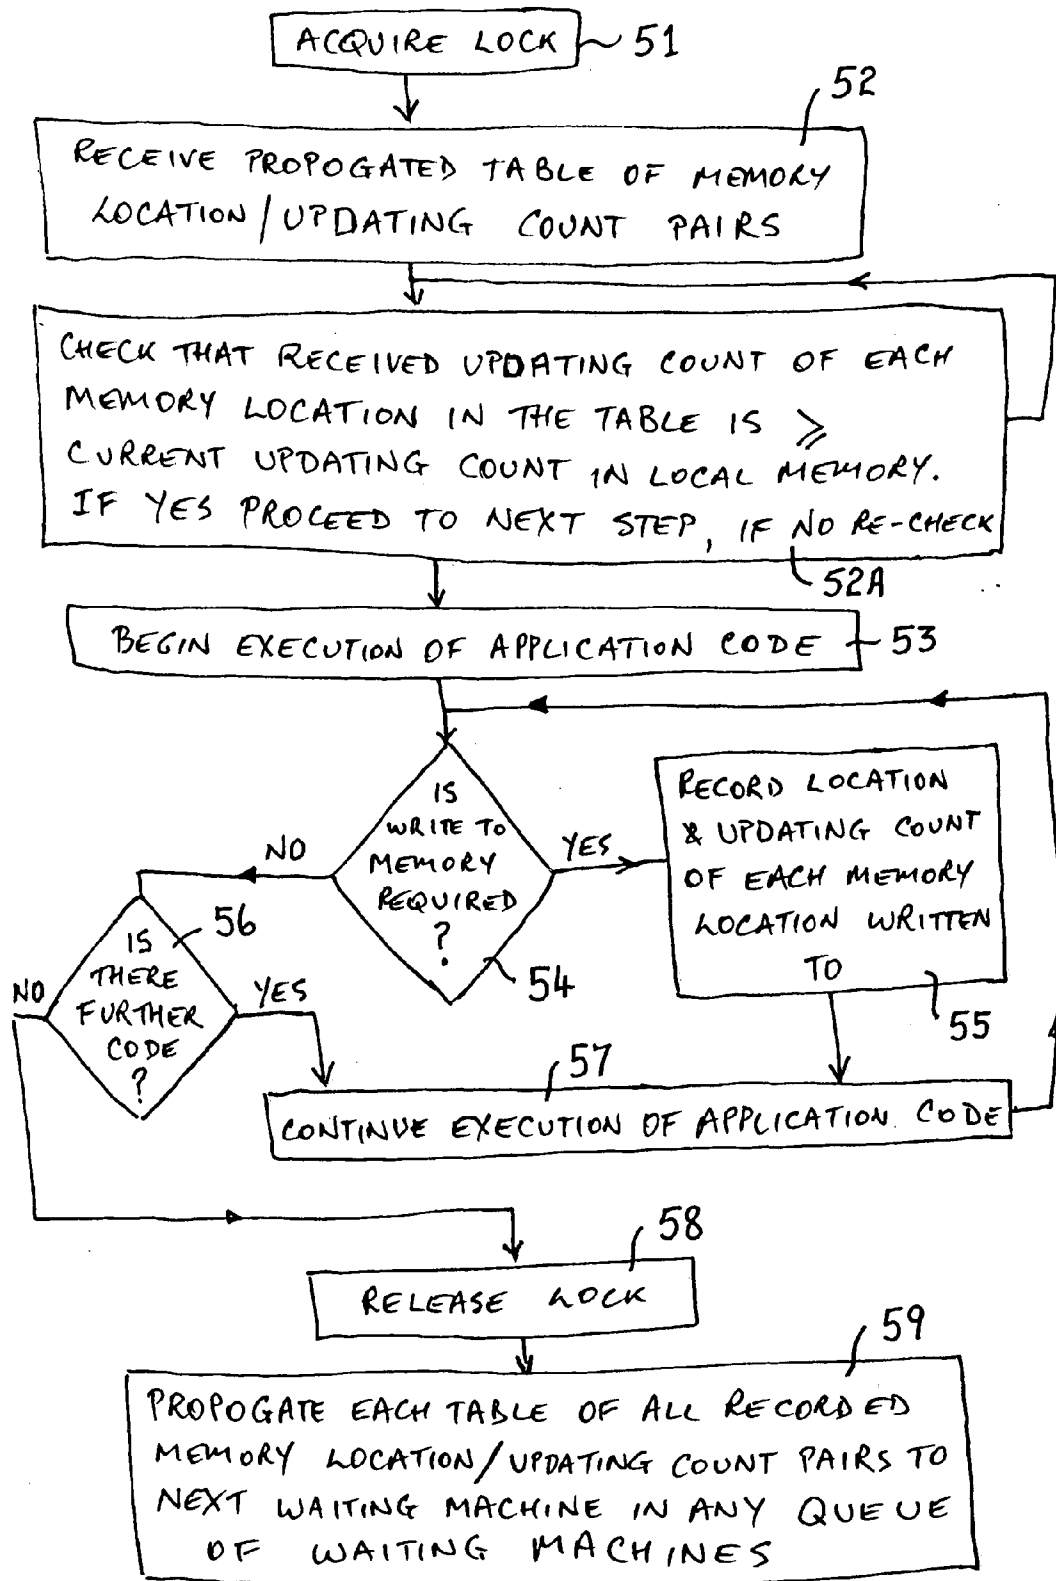 ACQUIRE LOCK
51
52
RECEIVE PROPOGATED TABLE OF MEMORY
LOCATION/UPDATING COUNT PAIRS
CHECK THAT RECEIVED UPDATING COUNT OF EACH
MEMORY LOCATION IN THE TABLE IS ⩾
CURRENT UPDATING COUNT IN LOCAL MEMORY.
IF YES PROCEED TO NEXT STEP, IF NO RE-CHECK
52A
BEGIN EXECUTION OF APPLICATION CODE
53
IS
WRITE TO
MEMORY
REQUIRED
?
54
YES
NO
RECORD LOCATION
& UPDATING COUNT
OF EACH MEMORY
LOCATION WRITTEN
TO
55
56
IS
THERE
FURTHER
CODE
?
NO
YES
57
CONTINUE EXECUTION OF APPLICATION CODE
58
RELEASE LOCK
59
PROPOGATE EACH TABLE OF ALL RECORDED
MEMORY LOCATION/UPDATING COUNT PAIRS TO
NEXT WAITING MACHINE IN ANY QUEUE
OF WAITING MACHINES